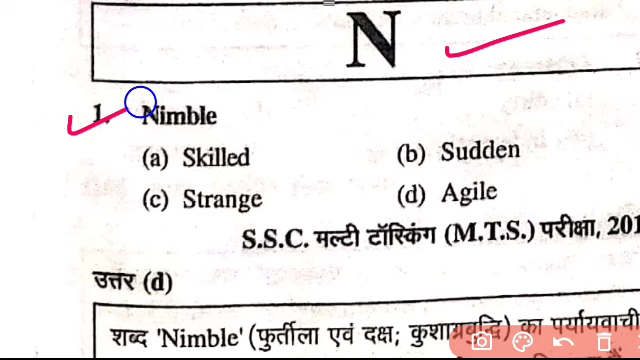 N
1. Nimble
(a) Skilled (b) Sudden
(c) Strange (d) Agile
S.S.C. मल्टी टॉस्किंग (M.T.S.) परीक्षा, 201
उत्तर (d)
शब्द 'Nimble' (फुर्तीला एवं दक्ष; कुशाग्रबुद्धि) का पर्यायवाची